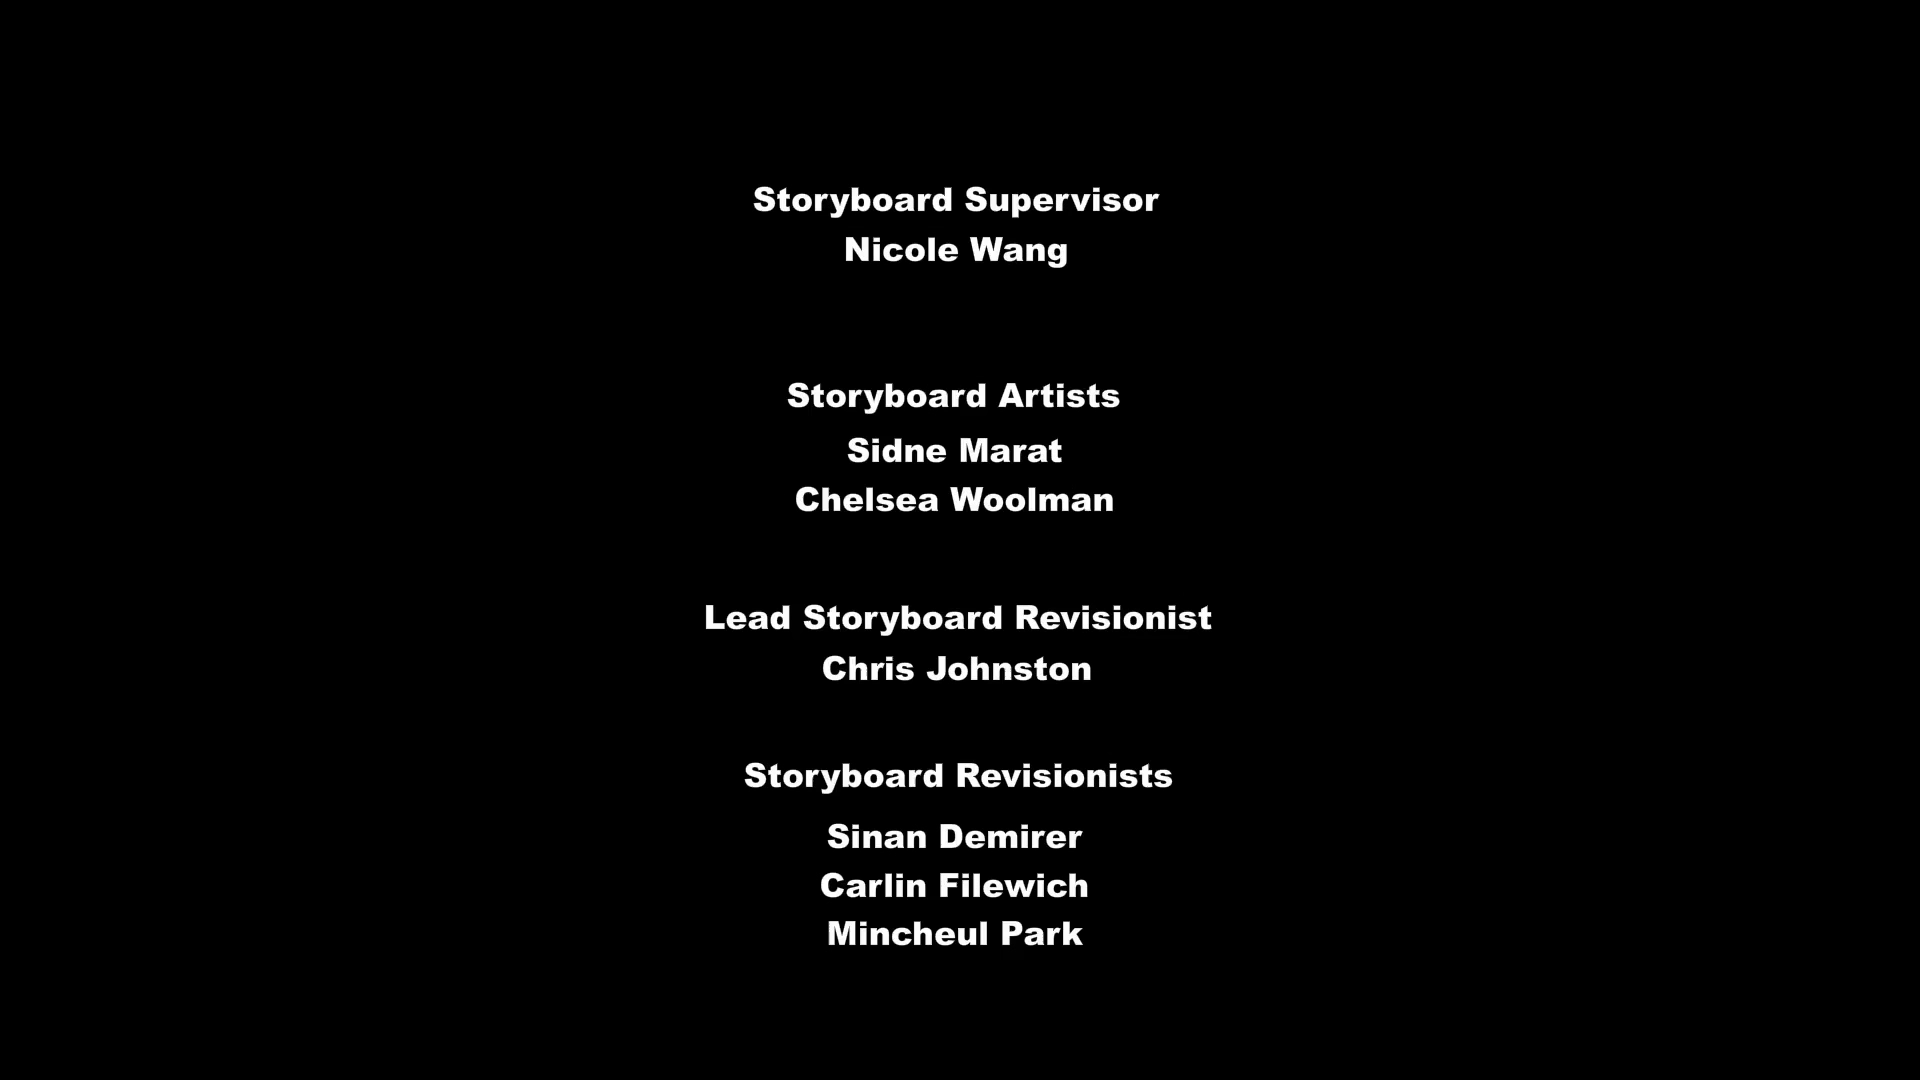 Storyboard Supervisor
Nicole Wang
Storyboard Artists
Sidne Marat
Chelsea Woolman
Lead Storyboard Revisionist
Chris Johnston
Storyboard Revisionists
Sinan Demirer
Carlin Filewich
Mincheul Park